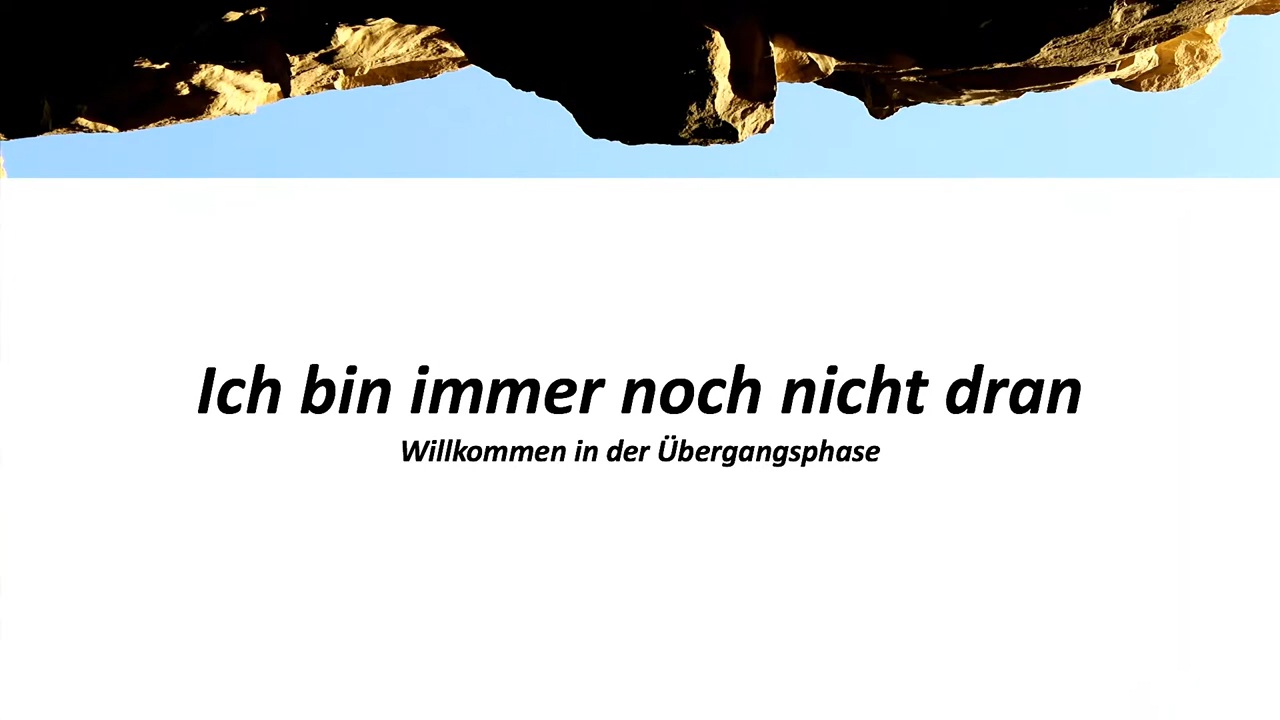 Ich bin immer noch nicht dran
Willkommen in der Übergangsphase